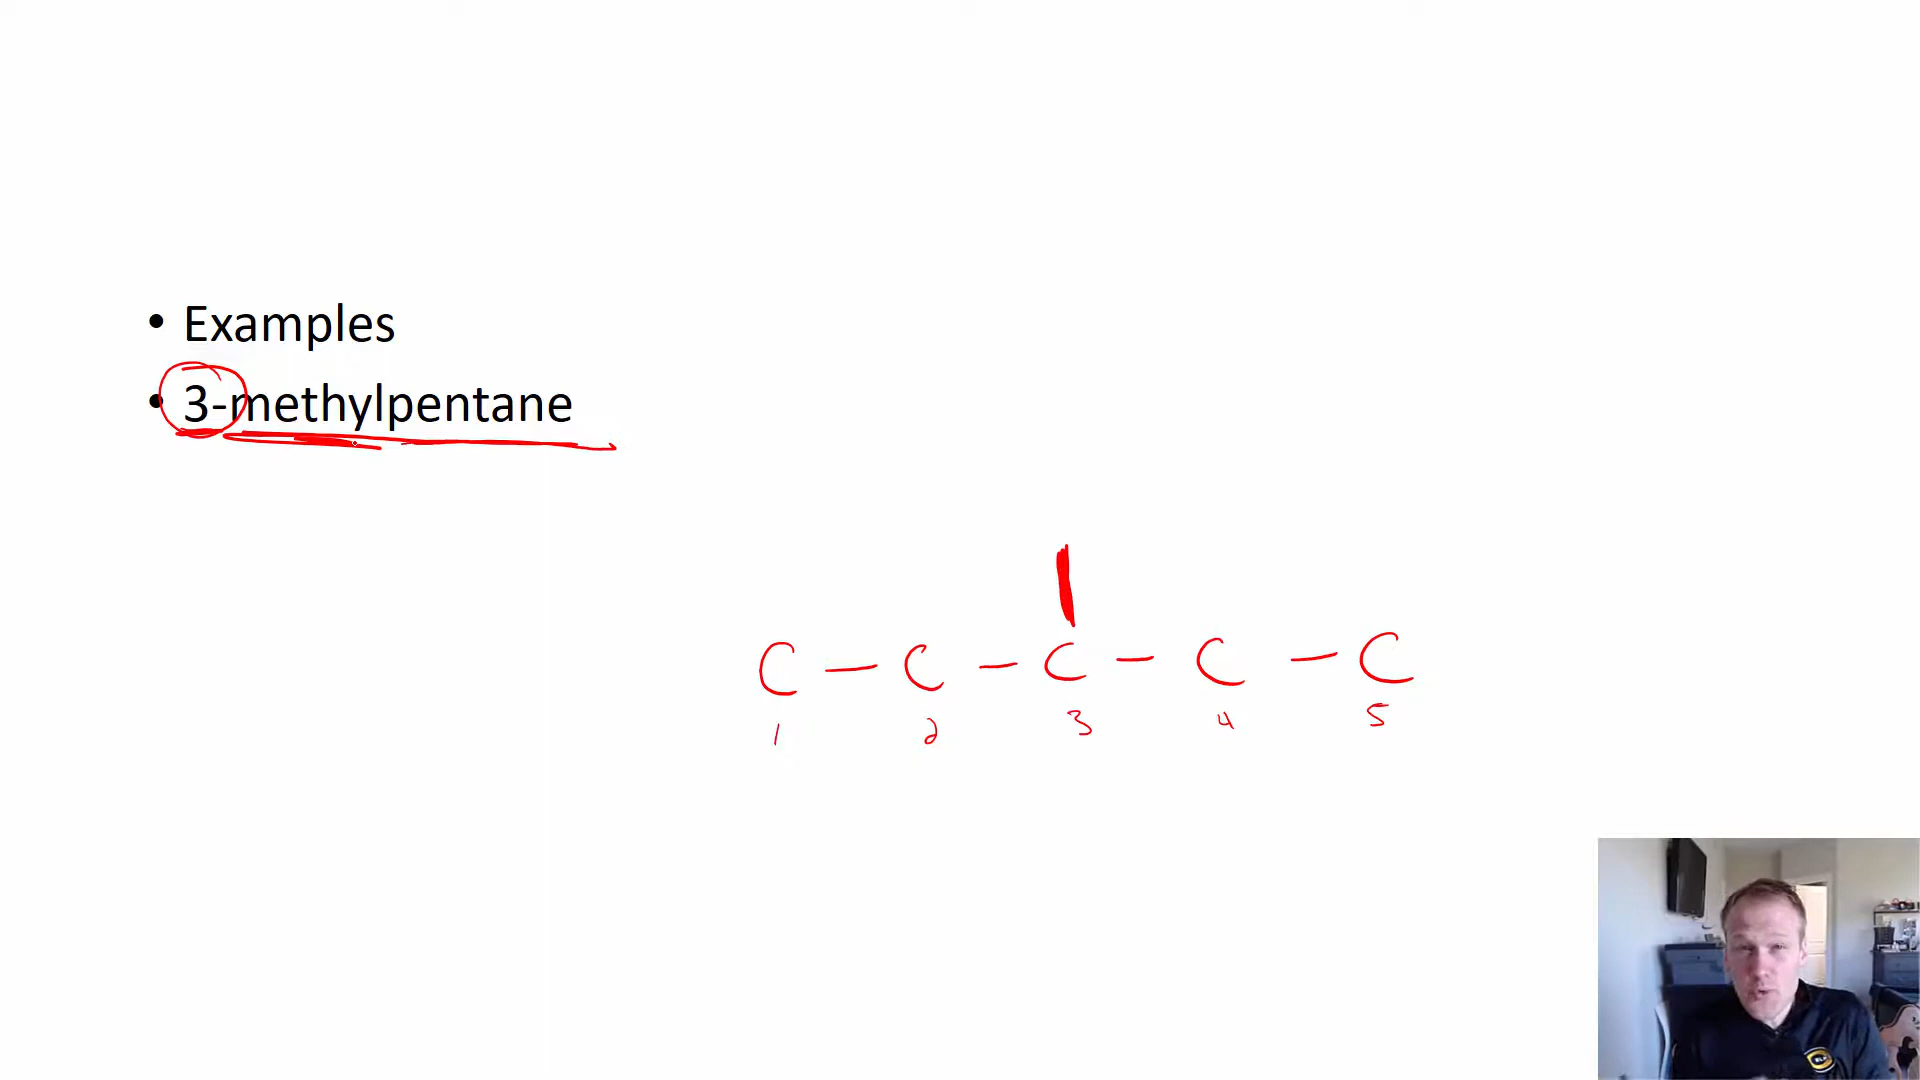 • Examples
• 3-methylpentane
C — C — C — C — C
1 2 3 4 5